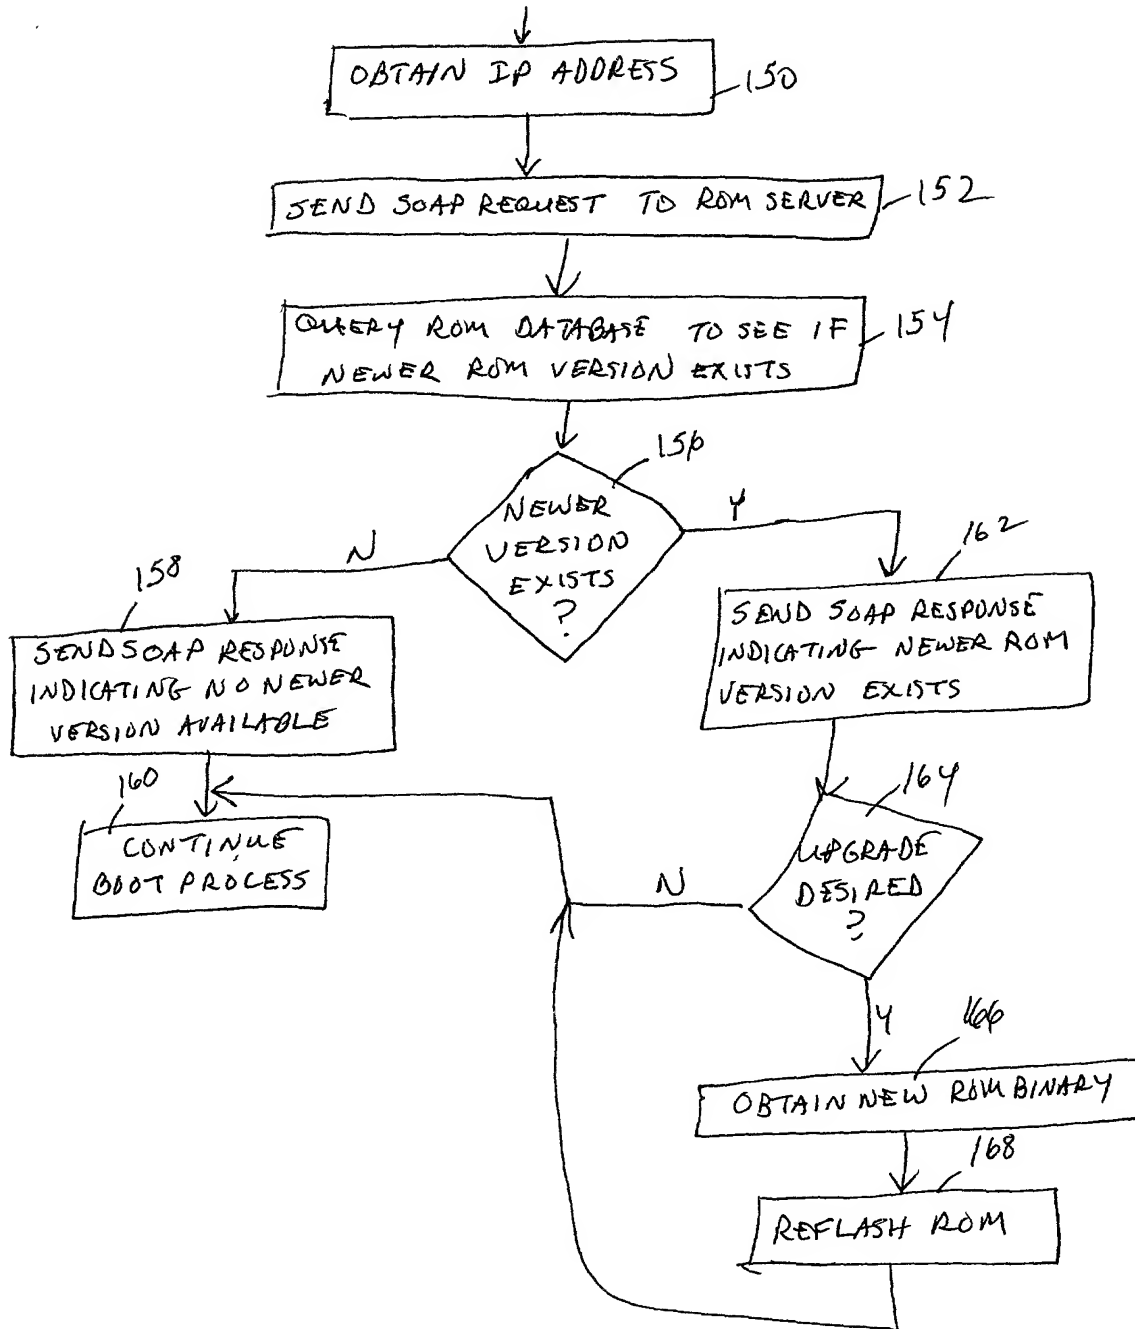 OBTAIN IP ADDRESS
150
SEND SOAP REQUEST TO ROM SERVER
152
QUERY ROM DATABASE TO SEE IF
NEWER ROM VERSION EXISTS
154
156
NEWER
VERSION
EXISTS
?
N
Y
158
SEND SOAP RESPONSE
INDICATING NO NEWER
VERSION AVAILABLE
162
SEND SOAP RESPONSE
INDICATING NEWER ROM
VERSION EXISTS
160
CONTINUE
BOOT PROCESS
164
UPGRADE
DESIRED
?
N
Y
166
OBTAIN NEW ROM BINARY
168
REFLASH ROM